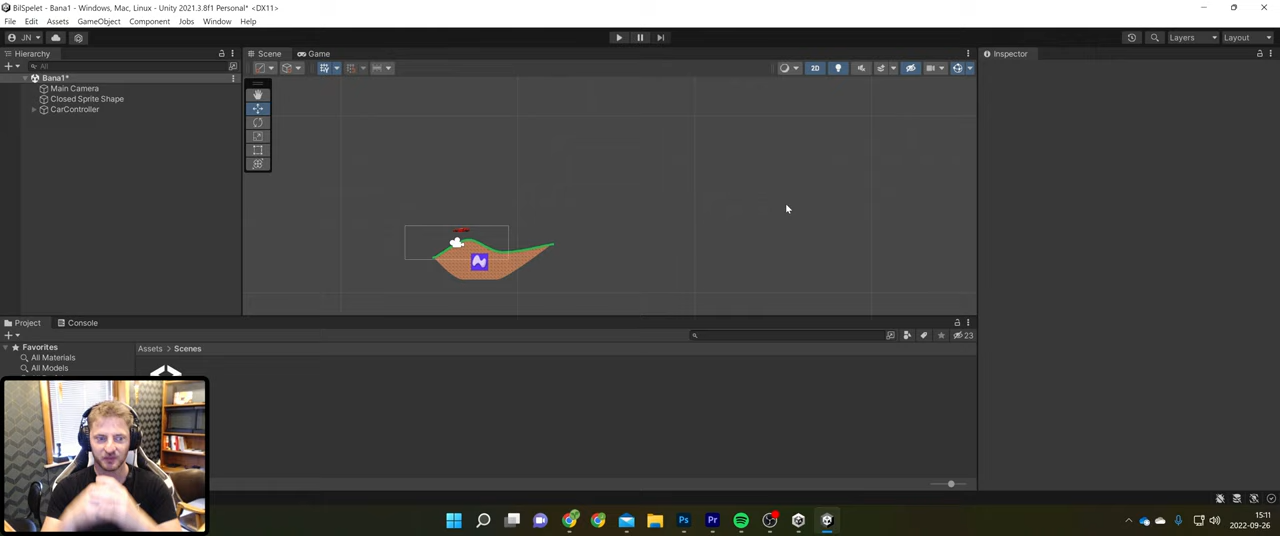 BilSpelet - Bana1 - Windows, Mac, Linux - Unity 2021.3.8f1 Personal* <DX11>
File Edit Assets GameObject Component Jobs Window Help
JN Layers Layout
Hierarchy Scene Game Inspector
All 2D
Bana1*
Main Camera
Closed Sprite Shape
CarController
Project Console
23
Favorites Assets > Scenes
All Materials
All Models
15:11
2022-09-26